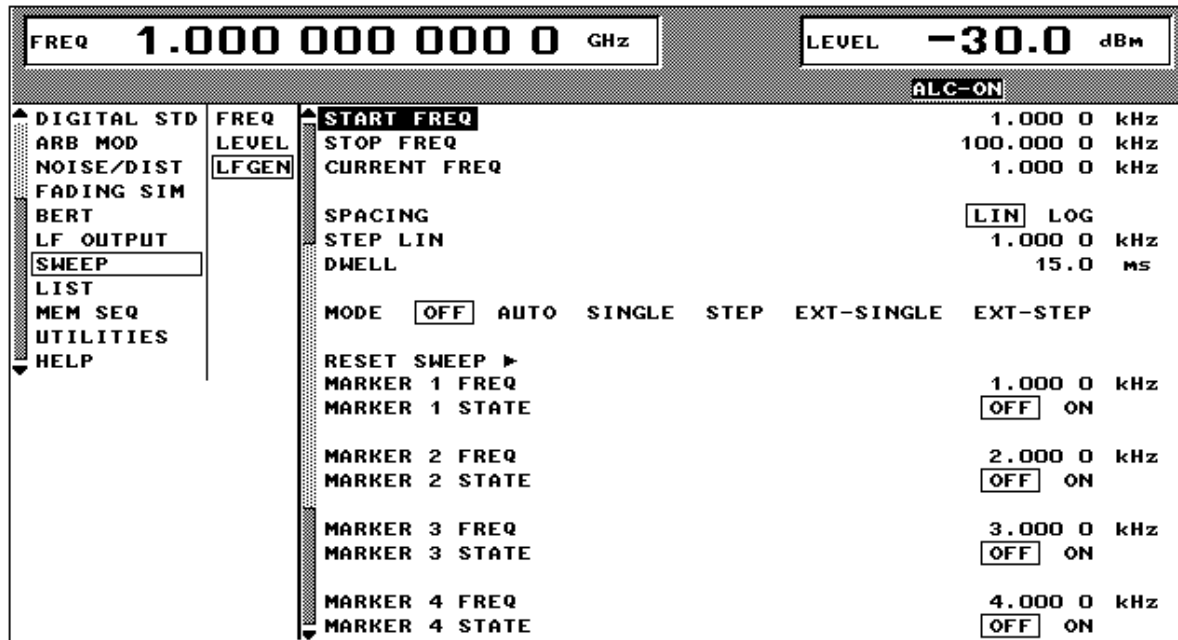 FREQ 1.000 000 000 0 GHz LEVEL -30.0 dBm
ALC-ON
DIGITAL STD
ARB MOD
NOISE/DIST
FADING SIM
BERT
LF OUTPUT
SWEEP
LIST
MEM SEQ
UTILITIES
HELP
FREQ
LEVEL
LFGEN
START FREQ 1.000 0 kHz
STOP FREQ 100.000 0 kHz
CURRENT FREQ 1.000 0 kHz
SPACING LIN LOG
STEP LIN 1.000 0 kHz
DWELL 15.0 ms
MODE OFF AUTO SINGLE STEP EXT-SINGLE EXT-STEP
RESET SWEEP ▶
MARKER 1 FREQ 1.000 0 kHz
MARKER 1 STATE OFF ON
MARKER 2 FREQ 2.000 0 kHz
MARKER 2 STATE OFF ON
MARKER 3 FREQ 3.000 0 kHz
MARKER 3 STATE OFF ON
MARKER 4 FREQ 4.000 0 kHz
MARKER 4 STATE OFF ON